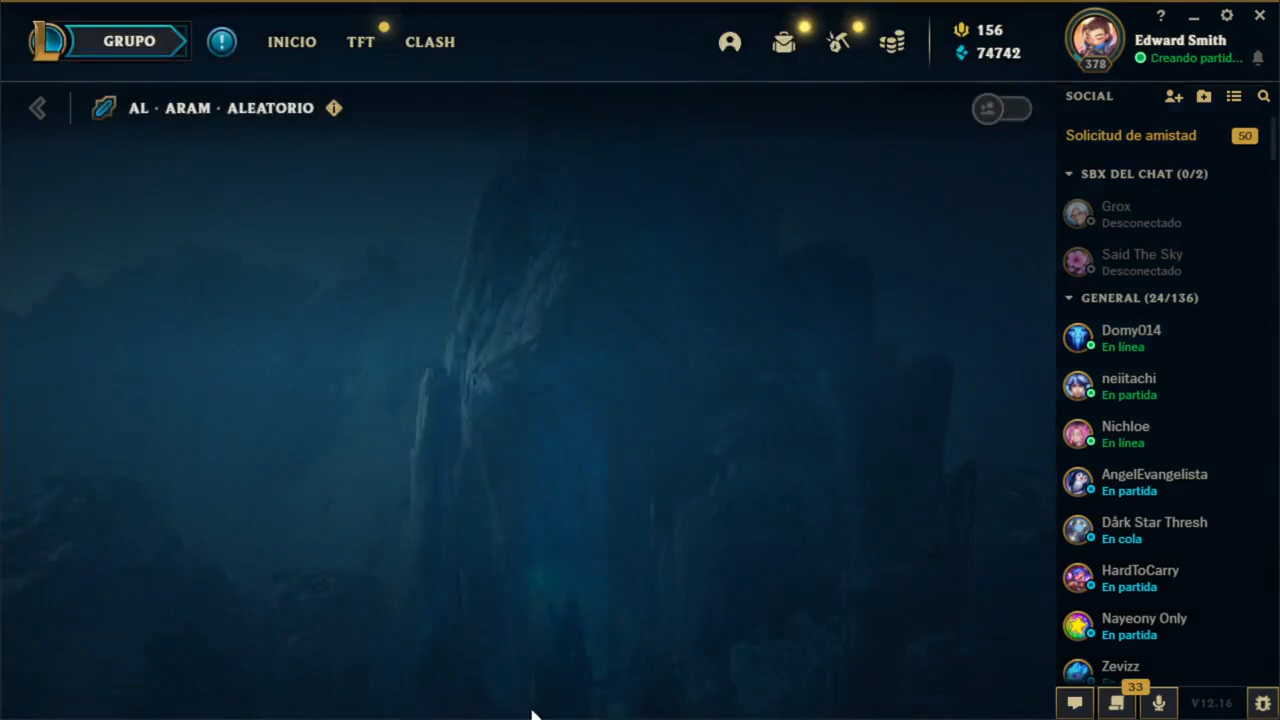 GRUPO
INICIO
TFT
CLASH
156
74742
?
378
Edward Smith
Creando partid...
AL · ARAM · ALEATORIO
SOCIAL
Solicitud de amistad
50
SBX DEL CHAT (0/2)
Grox
Desconectado
Said The Sky
Desconectado
GENERAL (24/136)
Domy014
En línea
neiitachi
En partida
Nichloe
En línea
AngelEvangelista
En partida
Dårk Star Thresh
En cola
HardToCarry
En partida
Nayeony Only
En partida
Zevizz
33
V12.16